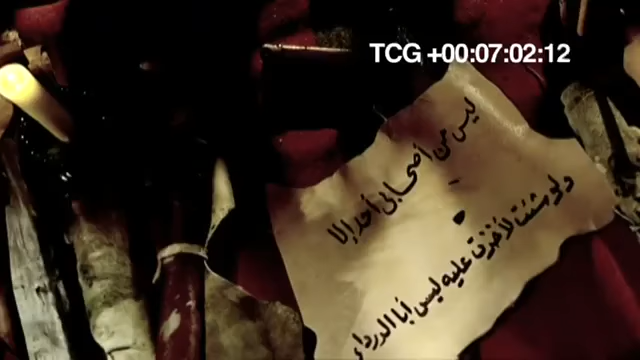 TCG +00:07:02:12
ليس من أصحابي أحد إلا
ولو شئت لأخذت عليه ليس أبا الدرداء